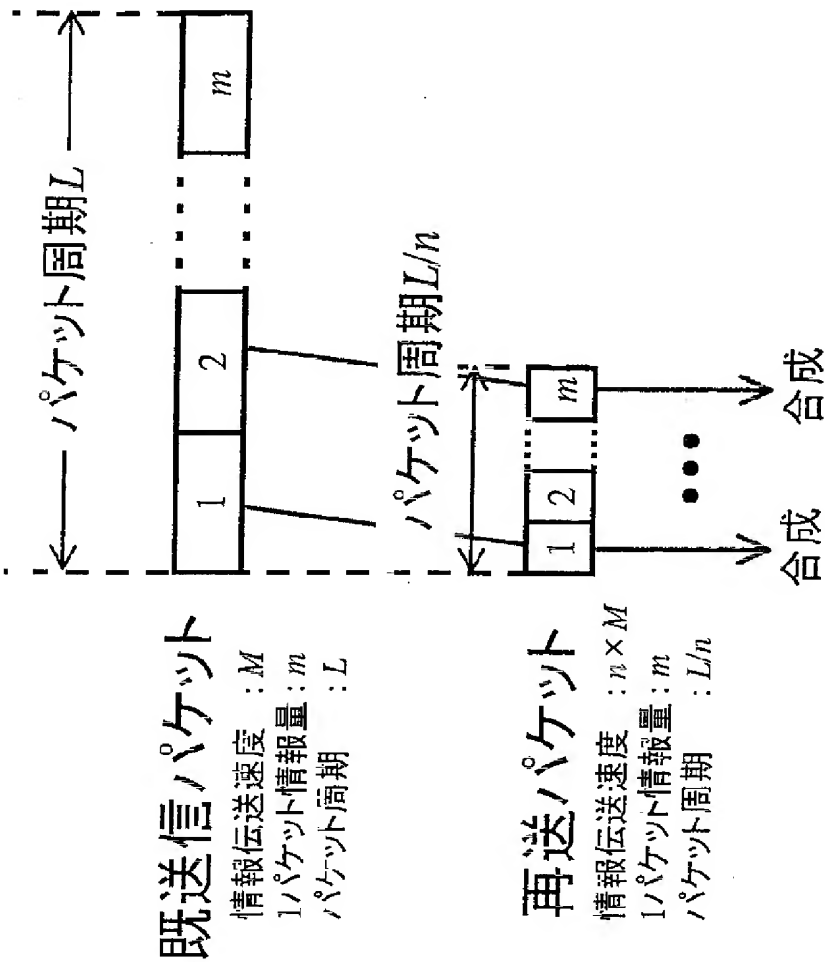 パケット周期L
1
2
m
既送信パケット
情報伝送速度 :M
1パケット情報量:m
パケット周期 :L
パケット周期L/n
1
2
m
再送パケット
情報伝送速度 :n×M
1パケット情報量:m
パケット周期 :L/n
合成
合成